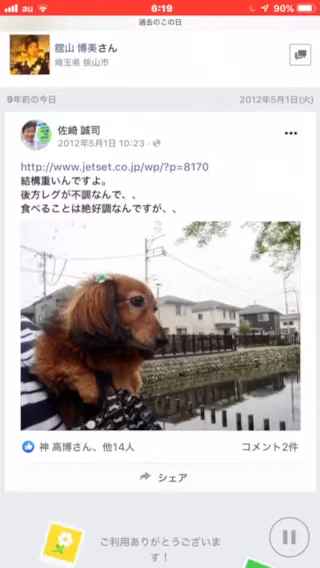 au
6:19
90%
過去のこの日
舘山 博美さん
埼玉県 狭山市
9年前の今日
2012年5月1日(火)
佐崎 誠司
2012年5月1日 10:23
http://www.jetset.co.jp/wp/?p=8170
結構重いんですよ。
後方レグが不調なんで、、
食べることは絶好調なんですが、、
神 高博さん、他14人
コメント2件
シェア
ご利用ありがとうございま
す！